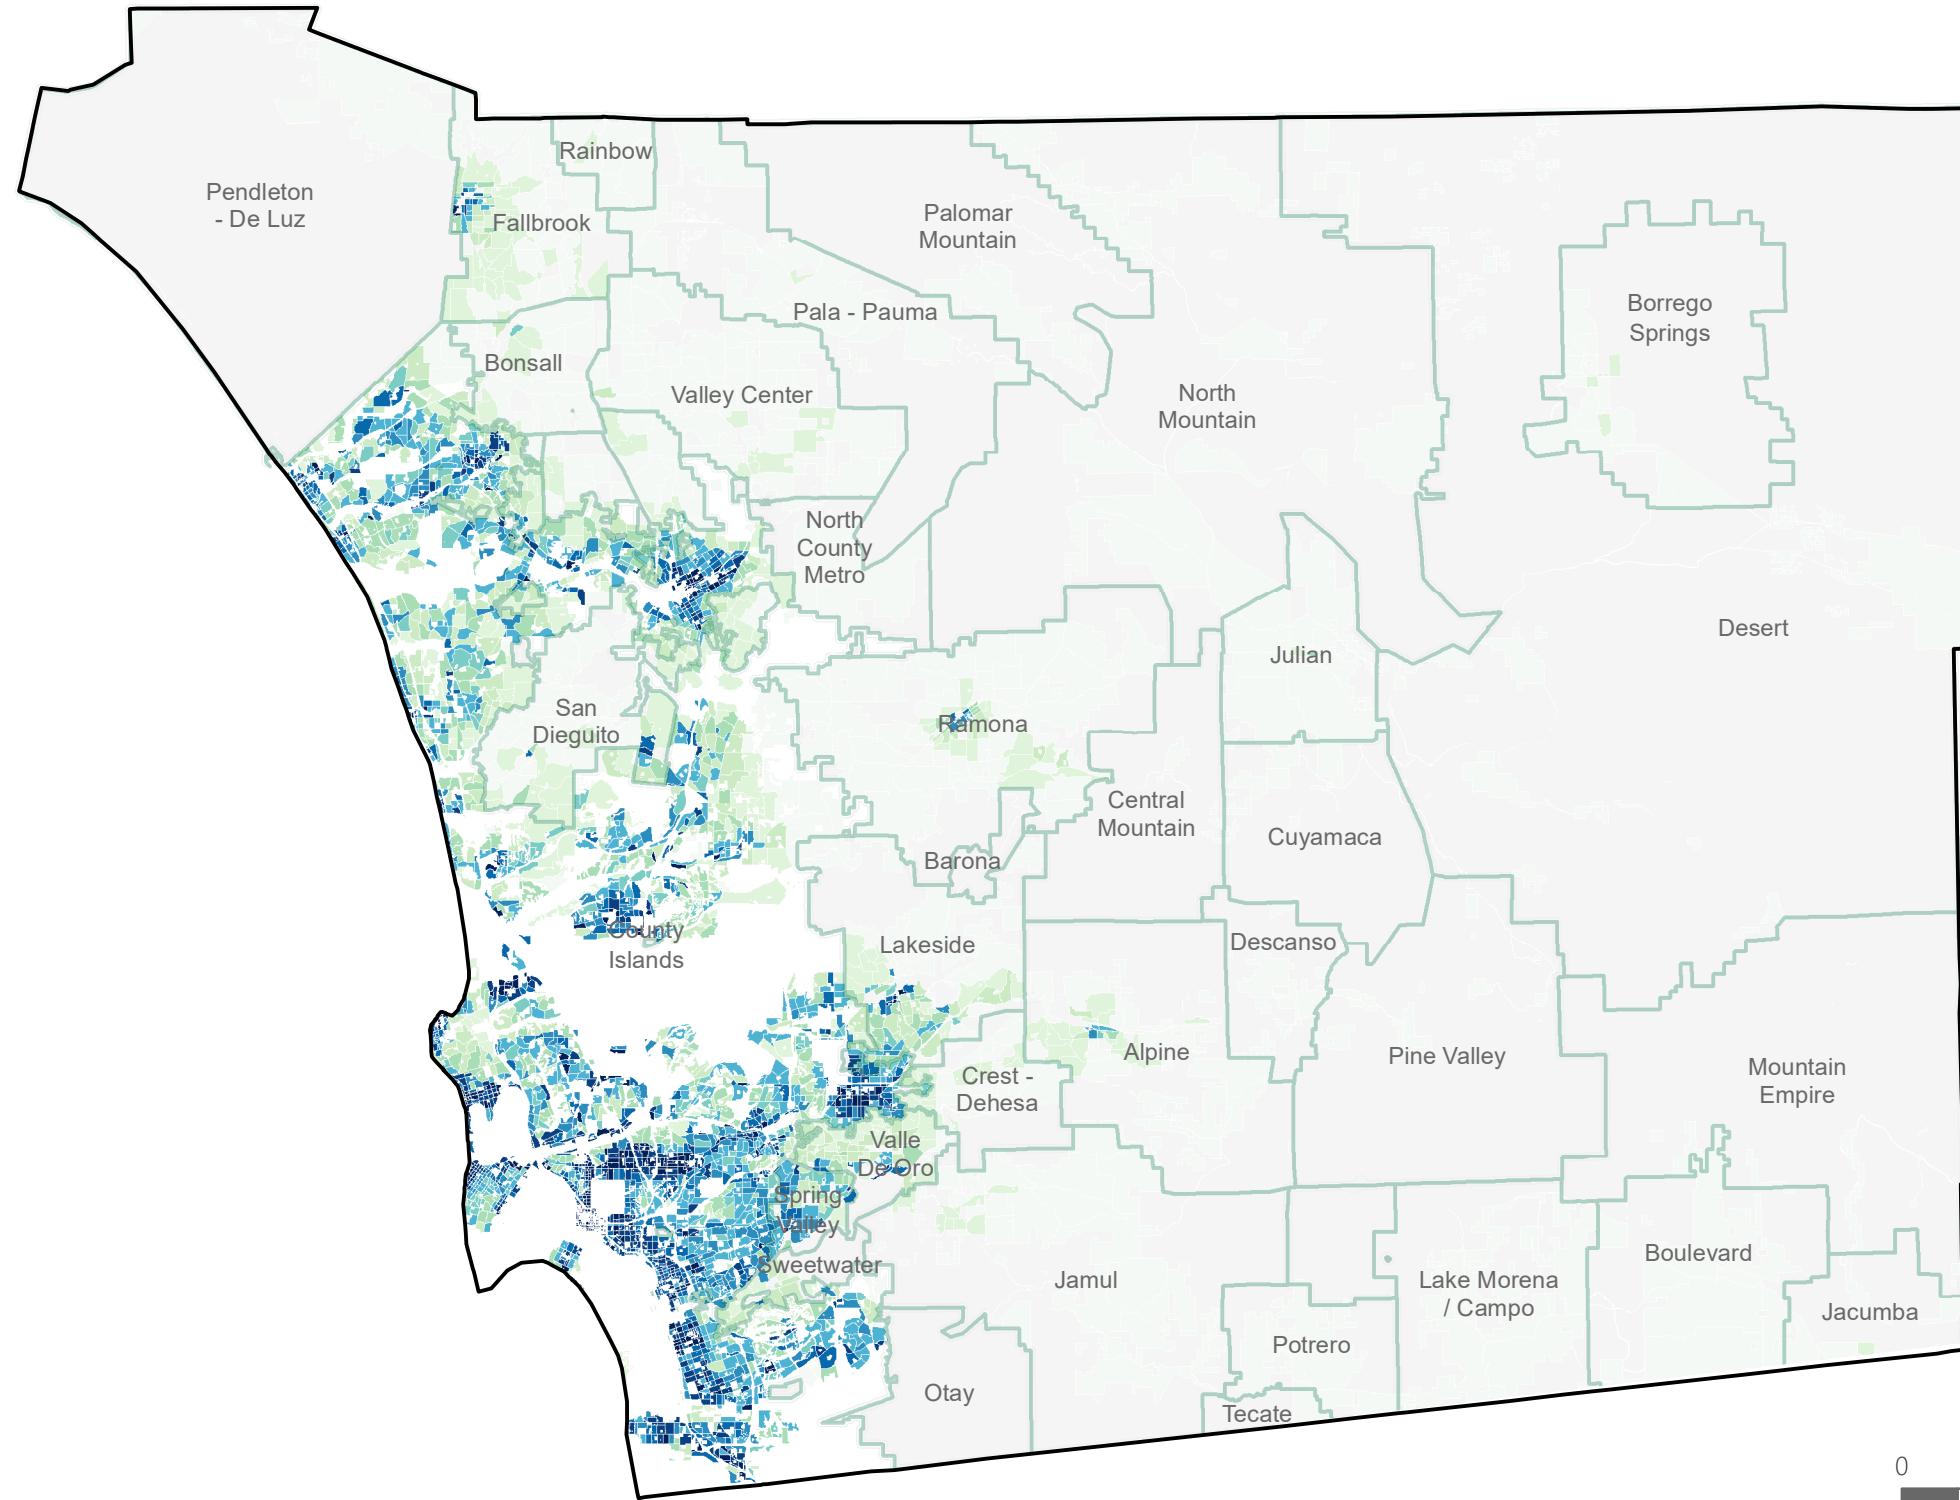 Rainbow
Pendleton
- De Luz
Fallbrook
Palomar
Mountain
Pala - Pauma
Borrego
Springs
Bonsall
Valley Center
North
Mountain
North
County
Metro
Desert
Julian
San
Dieguito
Ramona
Central
Mountain
Cuyamaca
Barona
County
Islands
Lakeside
Descanso
Alpine
Pine Valley
Crest -
Dehesa
Mountain
Empire
Valle
De Oro
Spring
Valley
Sweetwater
Jamul
Lake Morena
/ Campo
Boulevard
Jacumba
Potrero
Otay
Tecate
0